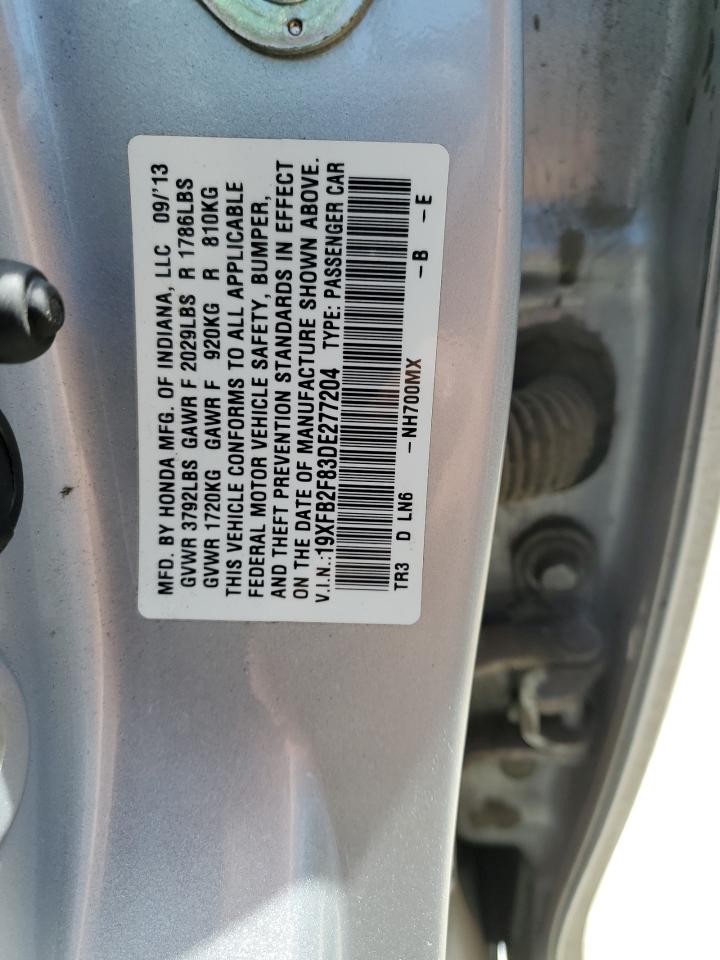 MFD. BY HONDA MFG. OF INDIANA, LLC 09/'13
GVWR 3792LBS GAWR F 2029LBS R 1786LBS
GVWR 1720KG GAWR F 920KG R 810KG
THIS VEHICLE CONFORMS TO ALL APPLICABLE
FEDERAL MOTOR VEHICLE SAFETY, BUMPER,
AND THEFT PREVENTION STANDARDS IN EFFECT
ON THE DATE OF MANUFACTURE SHOWN ABOVE.
V.I.N.:19XFB2F83DE277204 TYPE: PASSENGER CAR
TR3 D LN6 -NH700MX -B -E